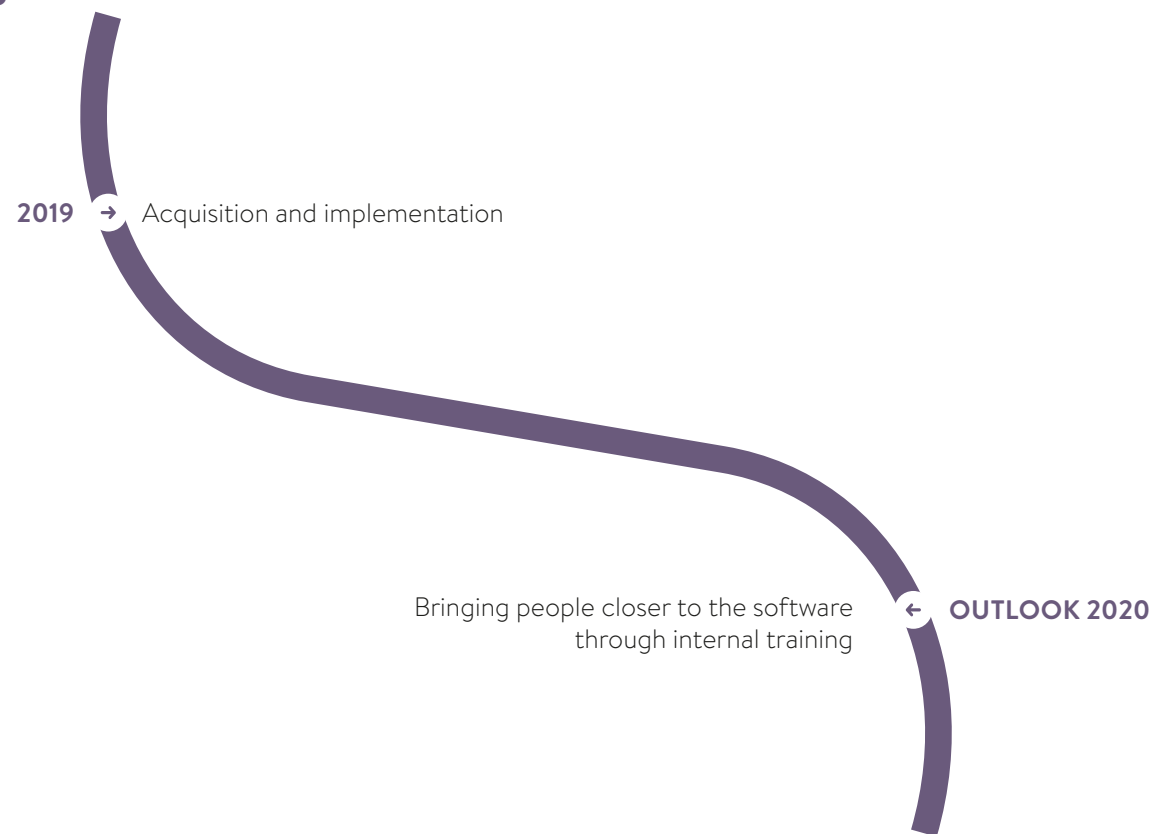 2019 → Acquisition and implementation
Bringing people closer to the software ← OUTLOOK 2020
through internal training